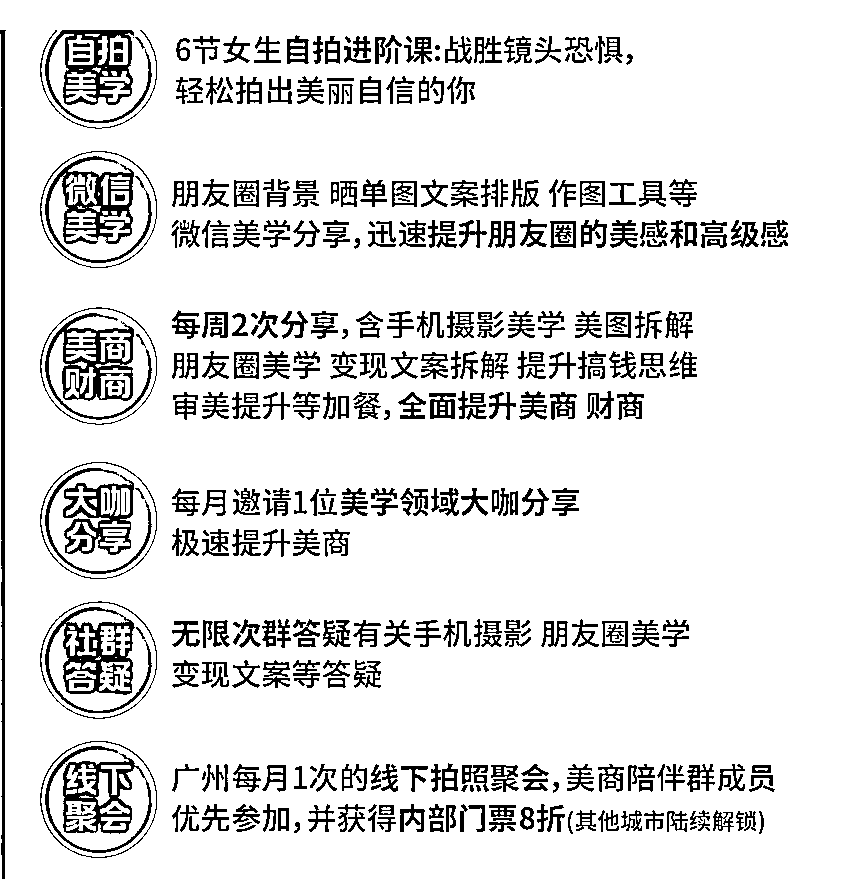 自拍
美学
6节女生自拍进阶课:战胜镜头恐惧,
轻松拍出美丽自信的你
微信
美学
朋友圈背景 晒单图文案排版 作图工具等
微信美学分享,迅速提升朋友圈的美感和高级感
美商
财商
每周2次分享,含手机摄影美学 美图拆解
朋友圈美学 变现文案拆解 提升搞钱思维
审美提升等加餐,全面提升美商 财商
大咖
分享
每月邀请1位美学领域大咖分享
极速提升美商
社群
答疑
无限次群答疑有关手机摄影 朋友圈美学
变现文案等答疑
线下
聚会
广州每月1次的线下拍照聚会,美商陪伴群成员
优先参加,并获得内部门票8折(其他城市陆续解锁)